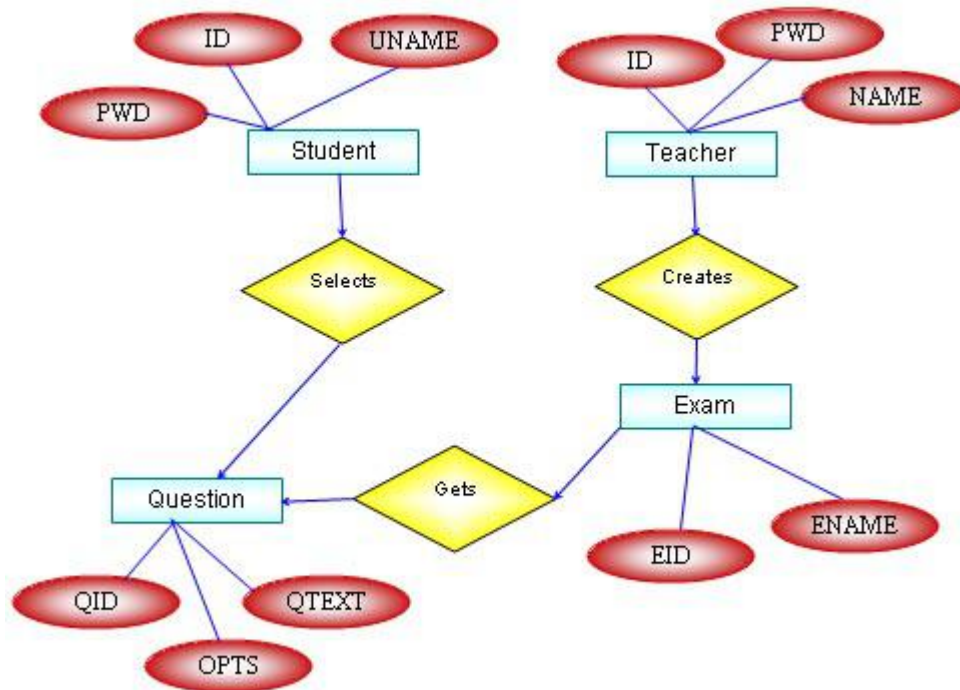 ID
UNAME
PWD
Student
ID
PWD
NAME
Teacher
Selects
Creates
Exam
Question
Gets
EID
ENAME
QID
QTEXT
OPTS